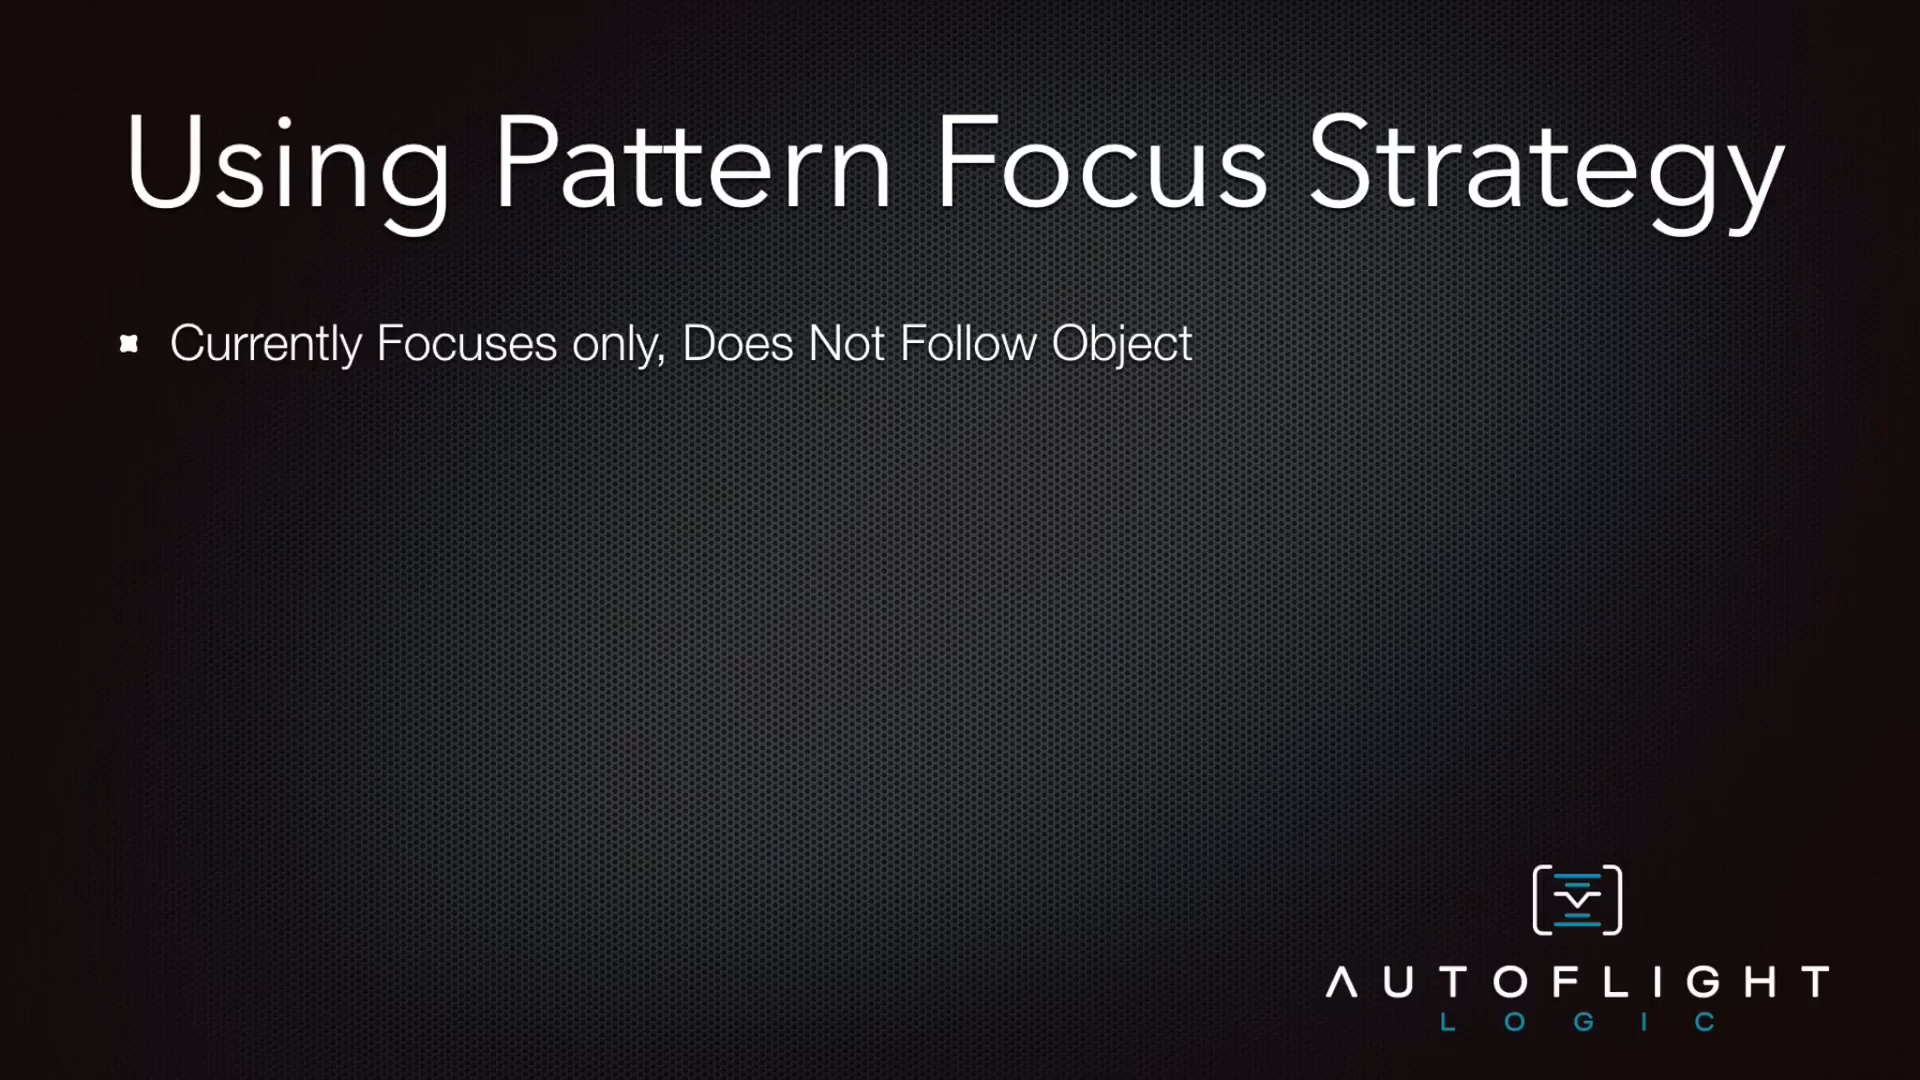 Using Pattern Focus Strategy
Currently Focuses only, Does Not Follow Object
AUTOFLIGHT
LOGIC